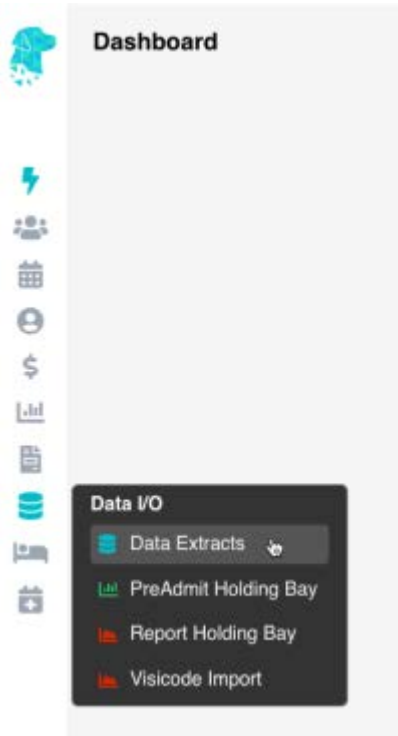 Dashboard
Data I/O
Data Extracts
PreAdmit Holding Bay
Report Holding Bay
Visicode Import